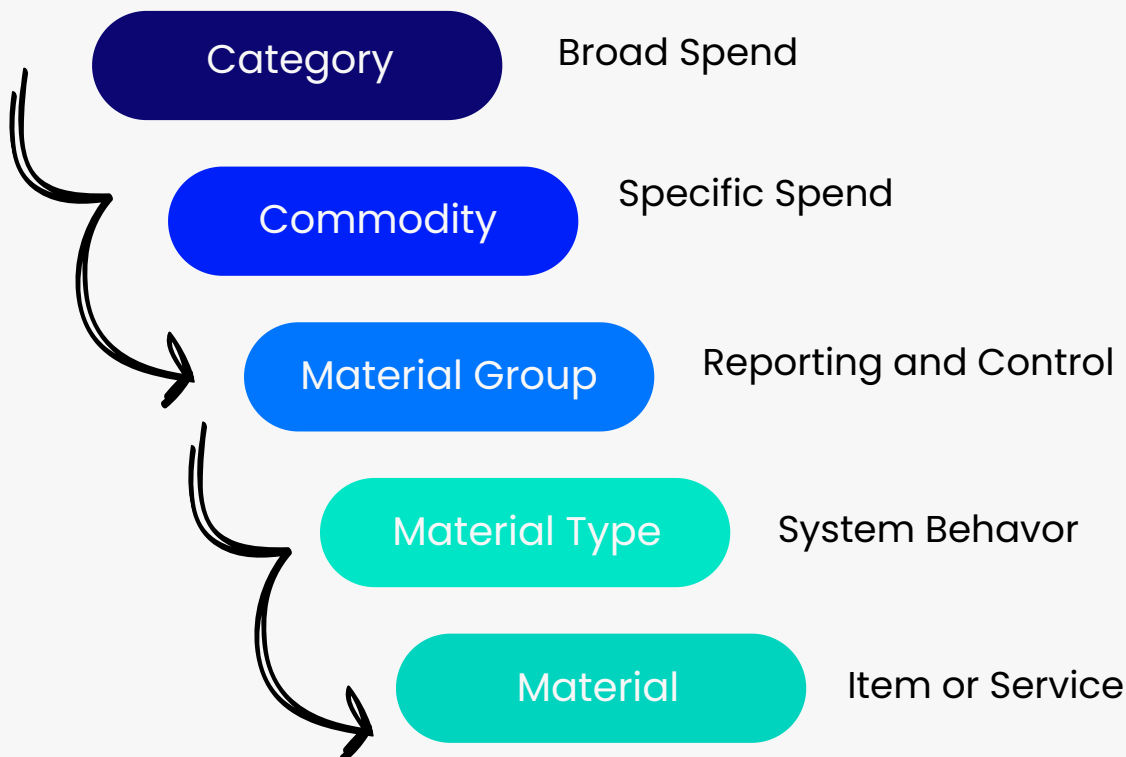 Category
Broad Spend
Commodity
Specific Spend
Material Group
Reporting and Control
Material Type
System Behavor
Material
Item or Service